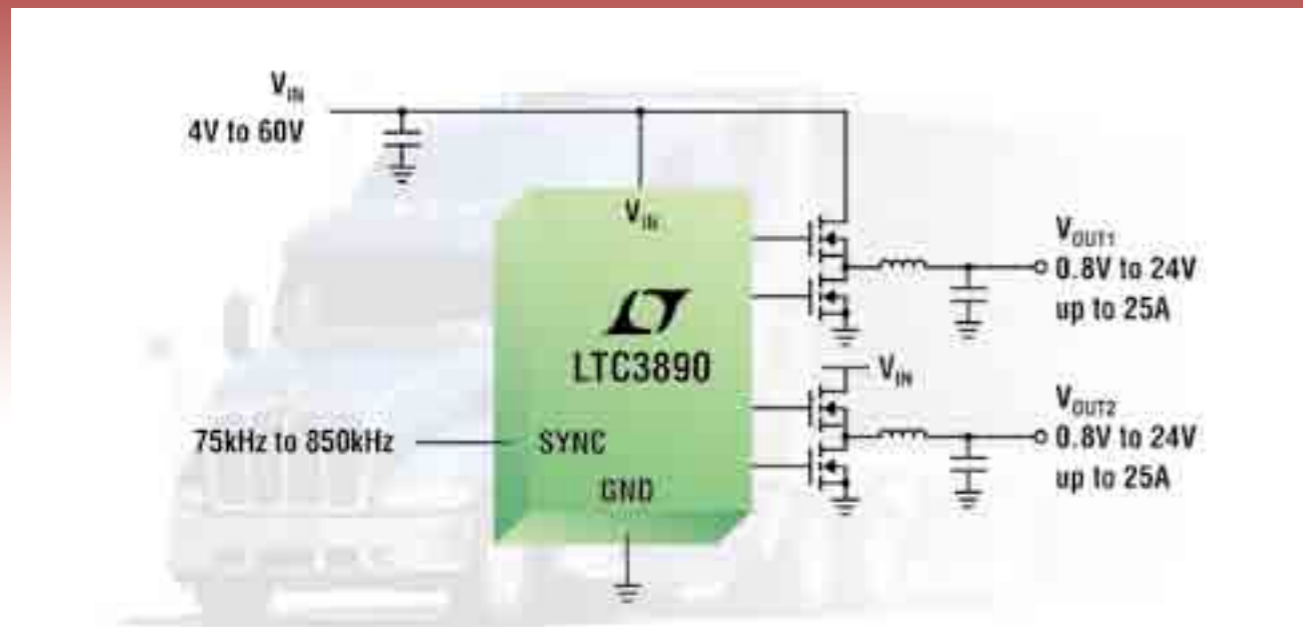 VIN
4V to 60V
VIN
LTC3890
75kHz to 850kHz
SYNC
GND
VOUT1
0.8V to 24V
up to 25A
VIN
VOUT2
0.8V to 24V
up to 25A